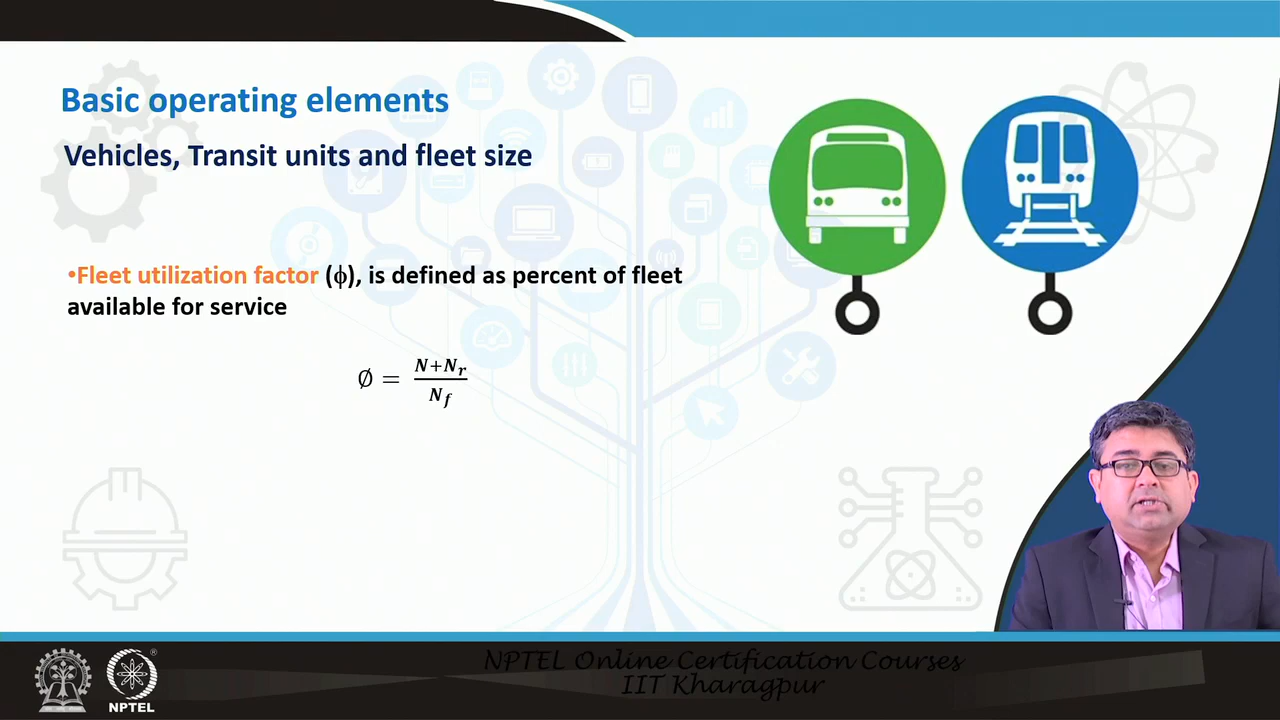 Basic operating elements
Vehicles, Transit units and fleet size
•Fleet utilization factor (ϕ), is defined as percent of fleet
available for service
∅ = N+Nr / Nf
NPTEL Online Certification Courses
IIT Kharagpur
NPTEL